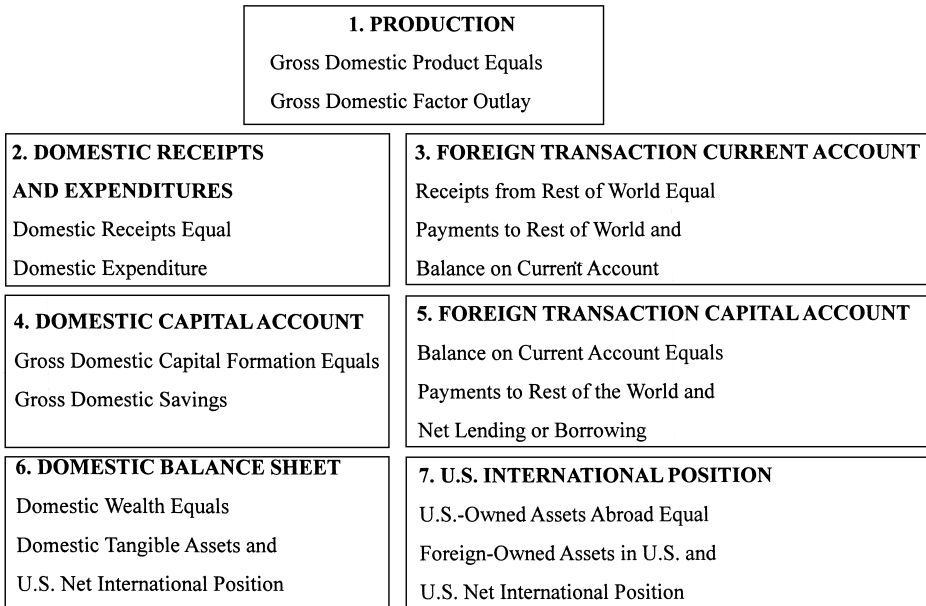 1. PRODUCTION
Gross Domestic Product Equals
Gross Domestic Factor Outlay
2. DOMESTIC RECEIPTS
AND EXPENDITURES
Domestic Receipts Equal
Domestic Expenditure
3. FOREIGN TRANSACTION CURRENT ACCOUNT
Receipts from Rest of World Equal
Payments to Rest of World and
Balance on Current Account
4. DOMESTIC CAPITAL ACCOUNT
Gross Domestic Capital Formation Equals
Gross Domestic Savings
5. FOREIGN TRANSACTION CAPITAL ACCOUNT
Balance on Current Account Equals
Payments to Rest of the World and
Net Lending or Borrowing
6. DOMESTIC BALANCE SHEET
Domestic Wealth Equals
Domestic Tangible Assets and
U.S. Net International Position
7. U.S. INTERNATIONAL POSITION
U.S.-Owned Assets Abroad Equal
Foreign-Owned Assets in U.S. and
U.S. Net International Position